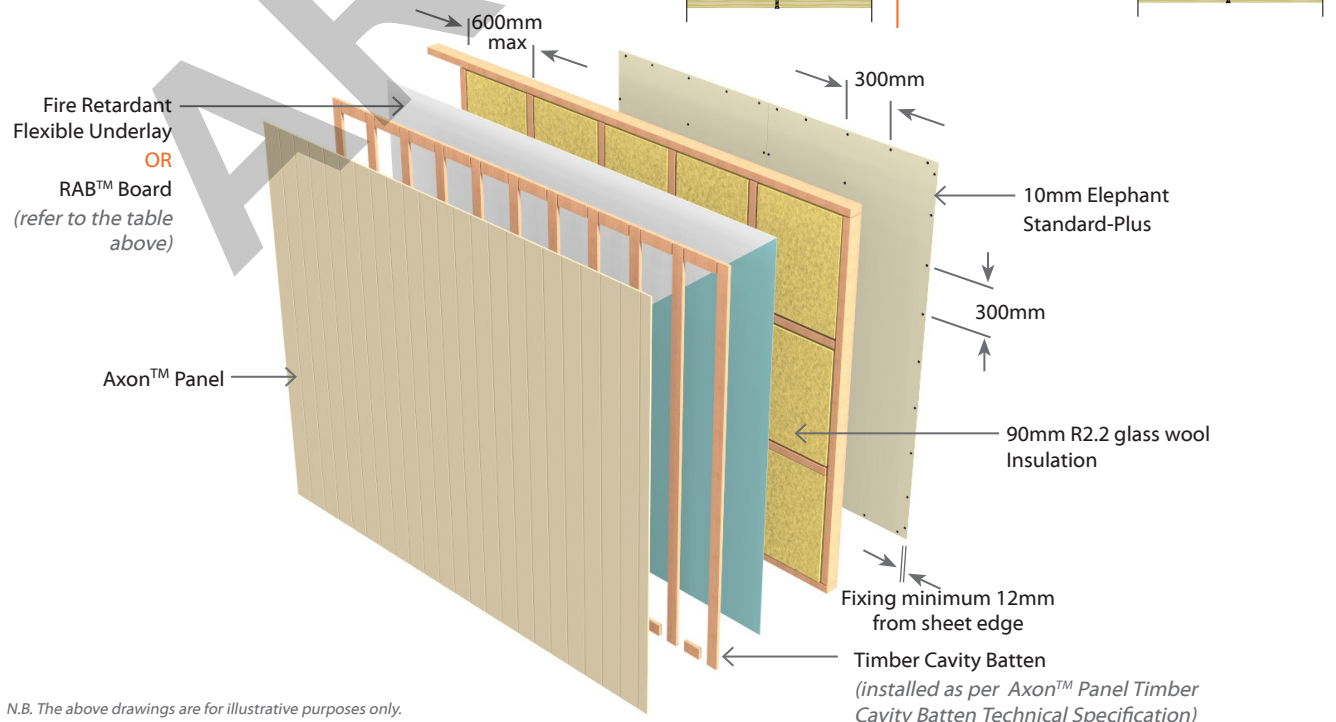 600mm
max
300mm
Fire Retardant
Flexible Underlay
OR
RAB™ Board
(refer to the table
above)
10mm Elephant
Standard-Plus
300mm
Axon™ Panel
90mm R2.2 glass wool
Insulation
Fixing minimum 12mm
from sheet edge
Timber Cavity Batten
(installed as per Axon™ Panel Timber
Cavity Batten Technical Specification)
N.B. The above drawings are for illustrative purposes only.